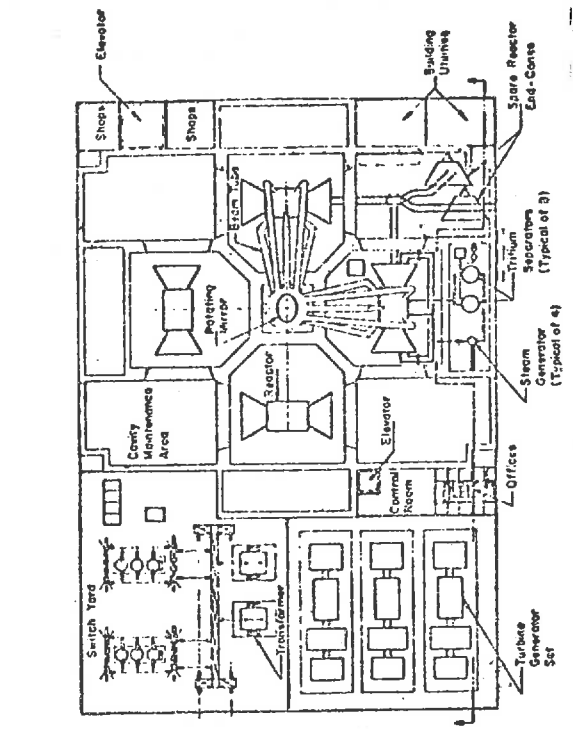 Elevator
Shops
Shops
Building
Utilities
Spare Reactor
End-Cones
Beam Tube
Rotating
Mirror
Tritium
Separators
(Typical of 3)
Steam
Generator
(Typical of 4)
Reactor
Cavity
Maintenance
Area
Elevator
Control
Room
Offices
Switch Yard
Transformer
Turbine
Generator
Set